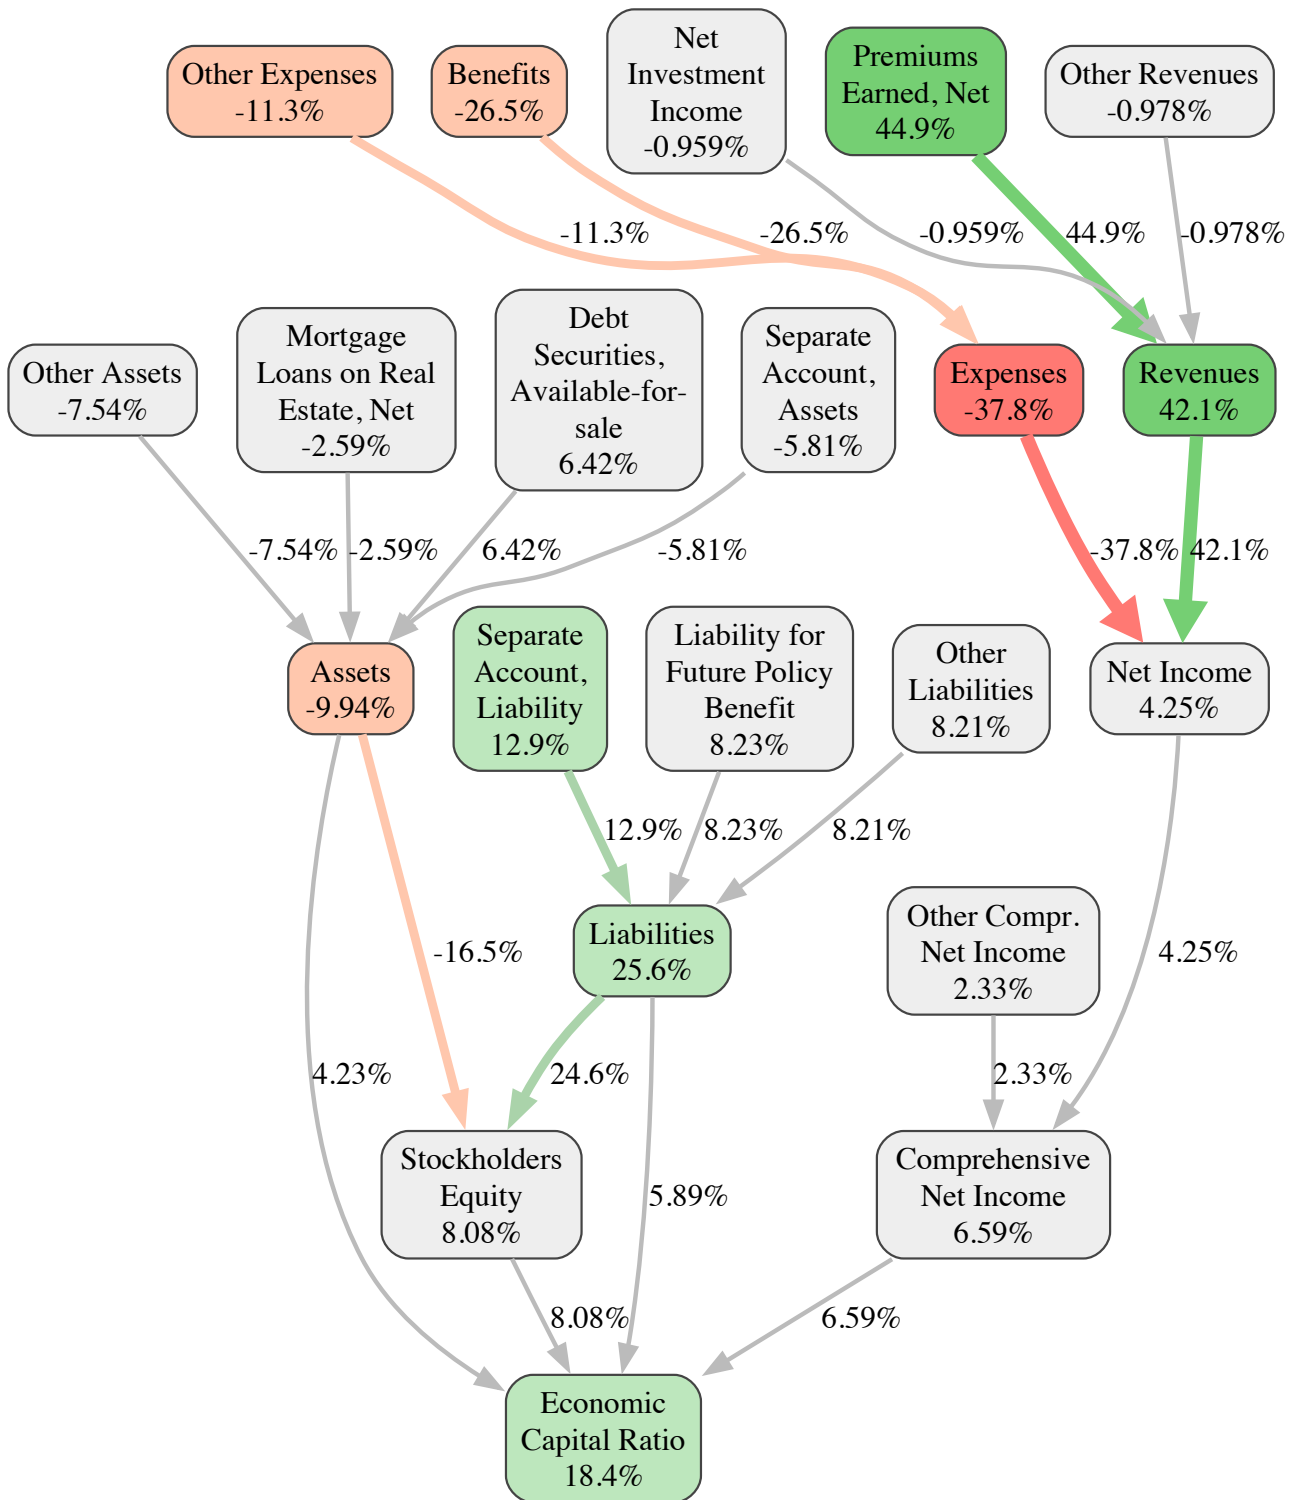 Other Expenses
-11.3%
Benefits
-26.5%
Net
Investment
Income
-0.959%
Premiums
Earned, Net
44.9%
Other Revenues
-0.978%
-11.3%
-26.5%
-0.959%
44.9%
-0.978%
Other Assets
-7.54%
Mortgage
Loans on Real
Estate, Net
-2.59%
Debt
Securities,
Available-for-
sale
6.42%
Separate
Account,
Assets
-5.81%
Expenses
-37.8%
Revenues
42.1%
-7.54%
-2.59%
6.42%
-5.81%
-37.8%
42.1%
Assets
-9.94%
Separate
Account,
Liability
12.9%
Liability for
Future Policy
Benefit
8.23%
Other
Liabilities
8.21%
Net Income
4.25%
12.9%
8.23%
8.21%
-16.5%
Liabilities
25.6%
Other Compr.
Net Income
2.33%
4.25%
4.23%
24.6%
2.33%
Stockholders
Equity
8.08%
5.89%
Comprehensive
Net Income
6.59%
8.08%
6.59%
Economic
Capital Ratio
18.4%